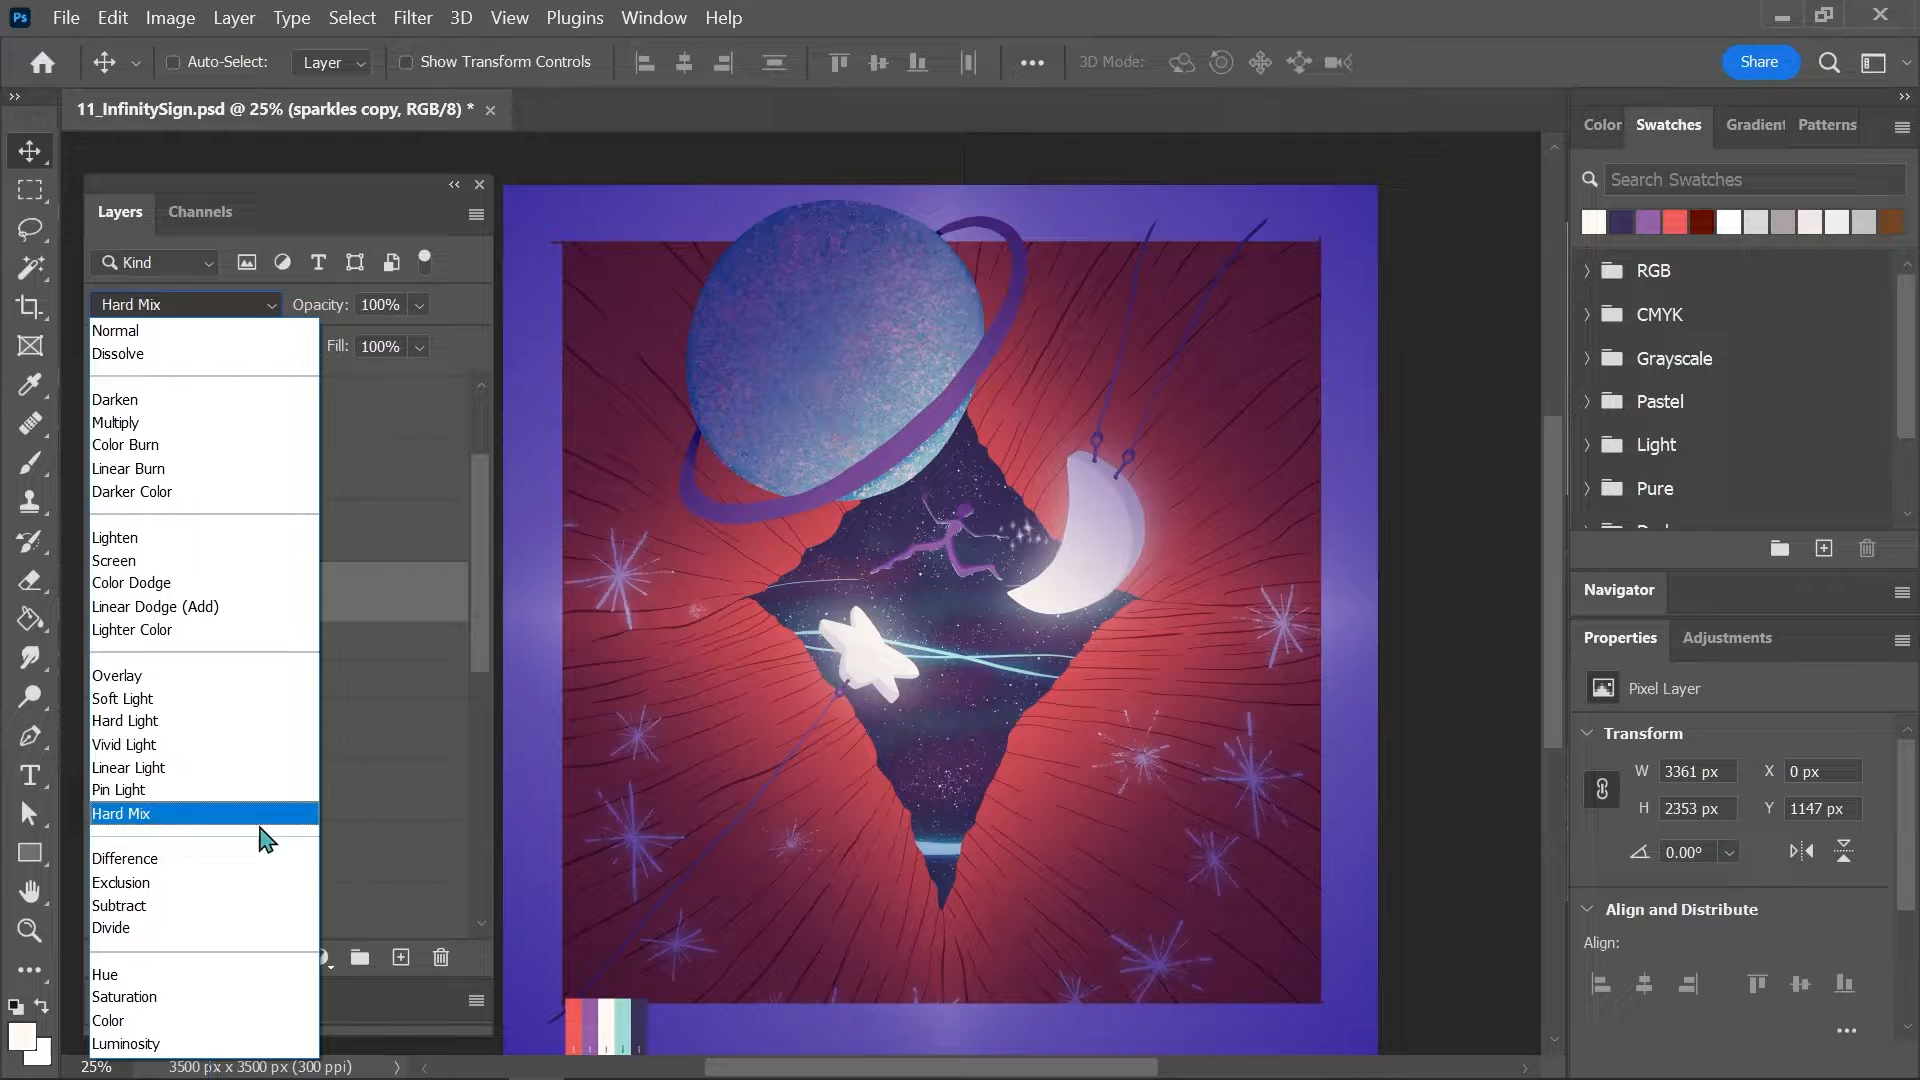 Ps File Edit Image Layer Type Select Filter 3D View Plugins Window Help
Auto-Select: Layer Show Transform Controls 3D Mode: Share
11_InfinitySign.psd @ 25% (sparkles copy, RGB/8) *
Layers Channels
Kind
Hard Mix Opacity: 100%
Fill: 100%
Normal
Dissolve
Darken
Multiply
Color Burn
Linear Burn
Darker Color
Lighten
Screen
Color Dodge
Linear Dodge (Add)
Lighter Color
Overlay
Soft Light
Hard Light
Vivid Light
Linear Light
Pin Light
Hard Mix
Difference
Exclusion
Subtract
Divide
Hue
Saturation
Color
Luminosity
25% 3500 px x 3500 px (300 ppi)
Color Swatches Gradient Patterns
Search Swatches
RGB
CMYK
Grayscale
Pastel
Light
Pure
Navigator
Properties Adjustments
Pixel Layer
Transform
W 3361 px X 0 px
H 2353 px Y 1147 px
0.00°
Align and Distribute
Align: